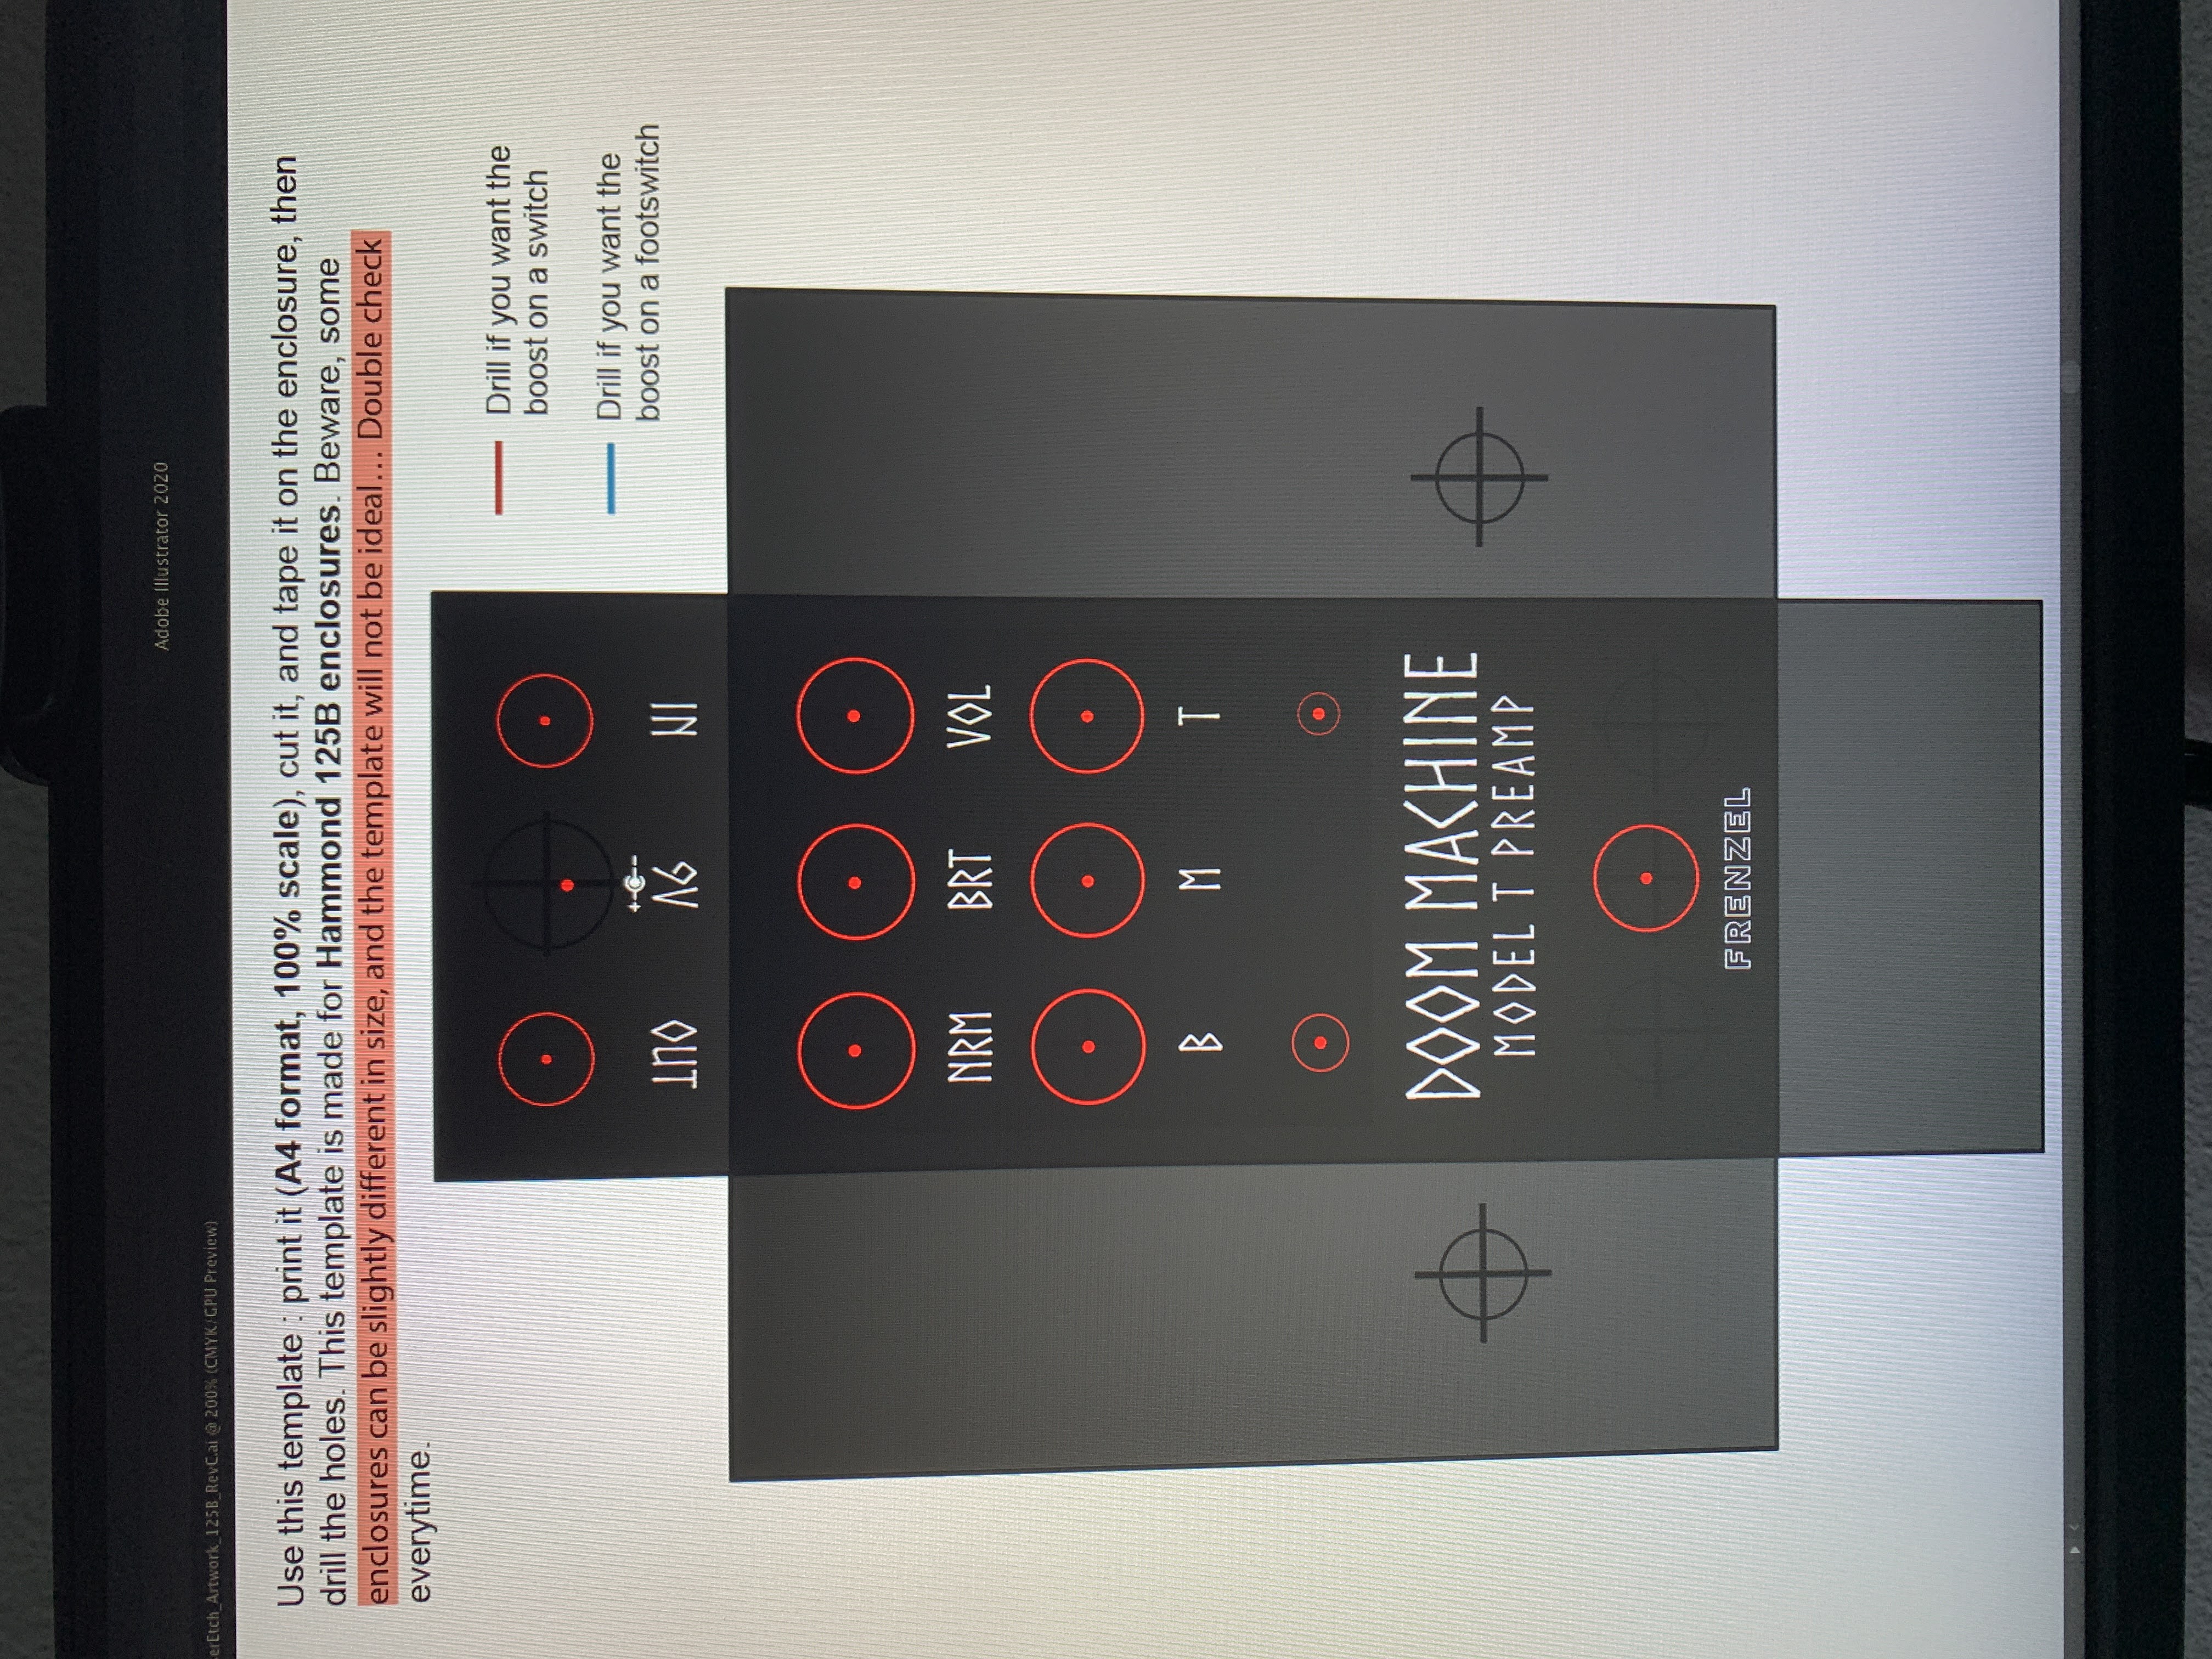 Adobe Illustrator 2020
erEtch_Artwork_125B_RevC.ai @ 200% (CMYK/GPU Preview)
Use this template : print it (A4 format, 100% scale), cut it, and tape it on the enclosure, then
drill the holes. This template is made for Hammond 125B enclosures. Beware, some
enclosures can be slightly different in size, and the template will not be ideal... Double check
everytime.
Drill if you want the
boost on a switch
Drill if you want the
boost on a footswitch
+ -
OUT 9V IN
NRM BRT VOL
B M T
DOOM MACHINE
MODEL T PREAMP
FRENZEL